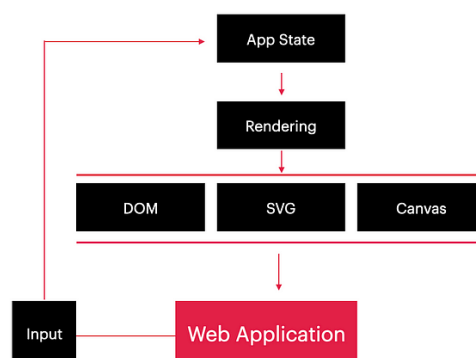 App State
Rendering
DOM
SVG
Canvas
Input
Web Application